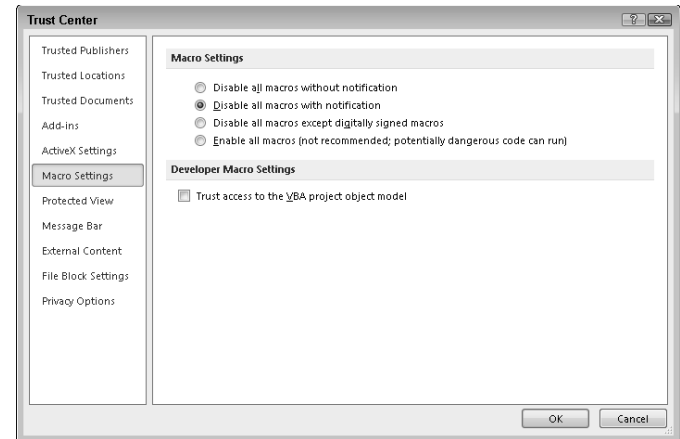 Trust Center
Trusted Publishers
Trusted Locations
Trusted Documents
Add-ins
ActiveX Settings
Macro Settings
Protected View
Message Bar
External Content
File Block Settings
Privacy Options
Macro Settings
Disable all macros without notification
Disable all macros with notification
Disable all macros except digitally signed macros
Enable all macros (not recommended; potentially dangerous code can run)
Developer Macro Settings
Trust access to the VBA project object model
OK
Cancel